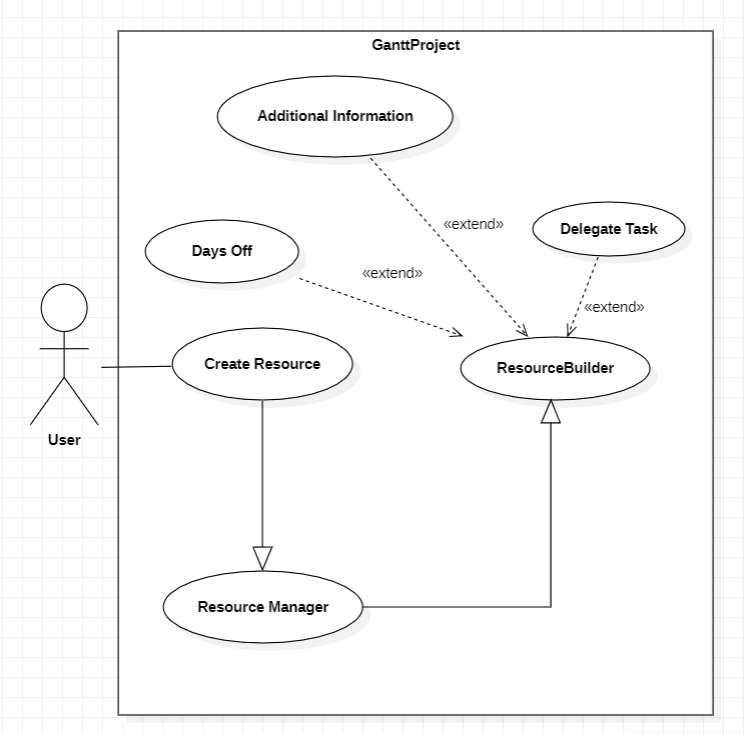 GanttProject
Additional Information
«extend»
Delegate Task
Days Off
«extend»
«extend»
Create Resource
ResourceBuilder
User
Resource Manager